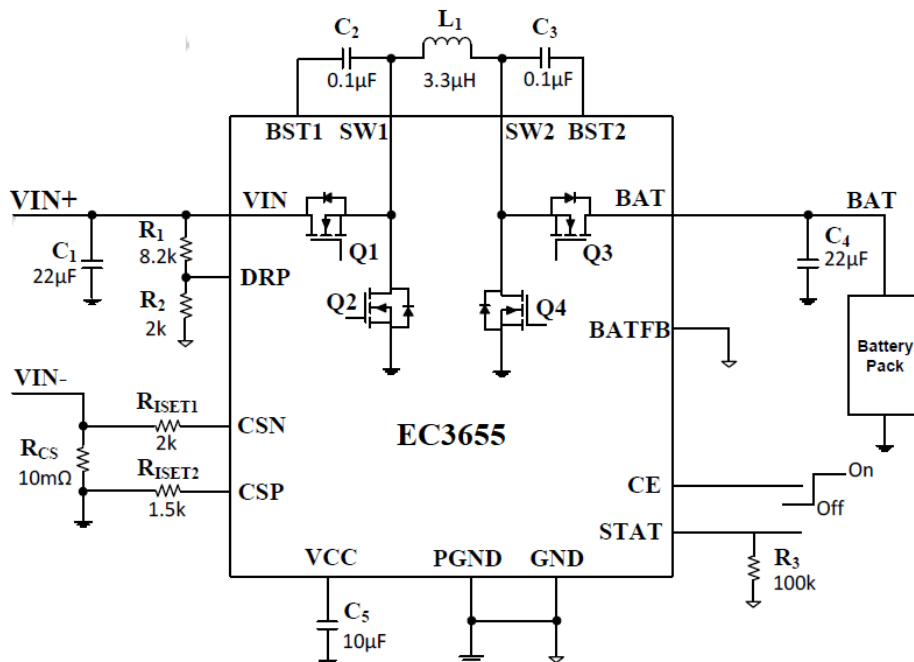 L1
C2
C3
0.1µF
3.3µH
0.1µF
BST1
SW1
SW2
BST2
VIN+
VIN
BAT
BAT
R1
8.2k
C1
22µF
Q1
Q3
C4
22µF
DRP
R2
2k
Q2
Q4
BATFB
Battery
Pack
VIN-
RISET1
CSN
2k
EC3655
RCS
10mΩ
RISET2
CSP
1.5k
CE
On
Off
STAT
VCC
PGND
GND
R3
100k
C5
10µF